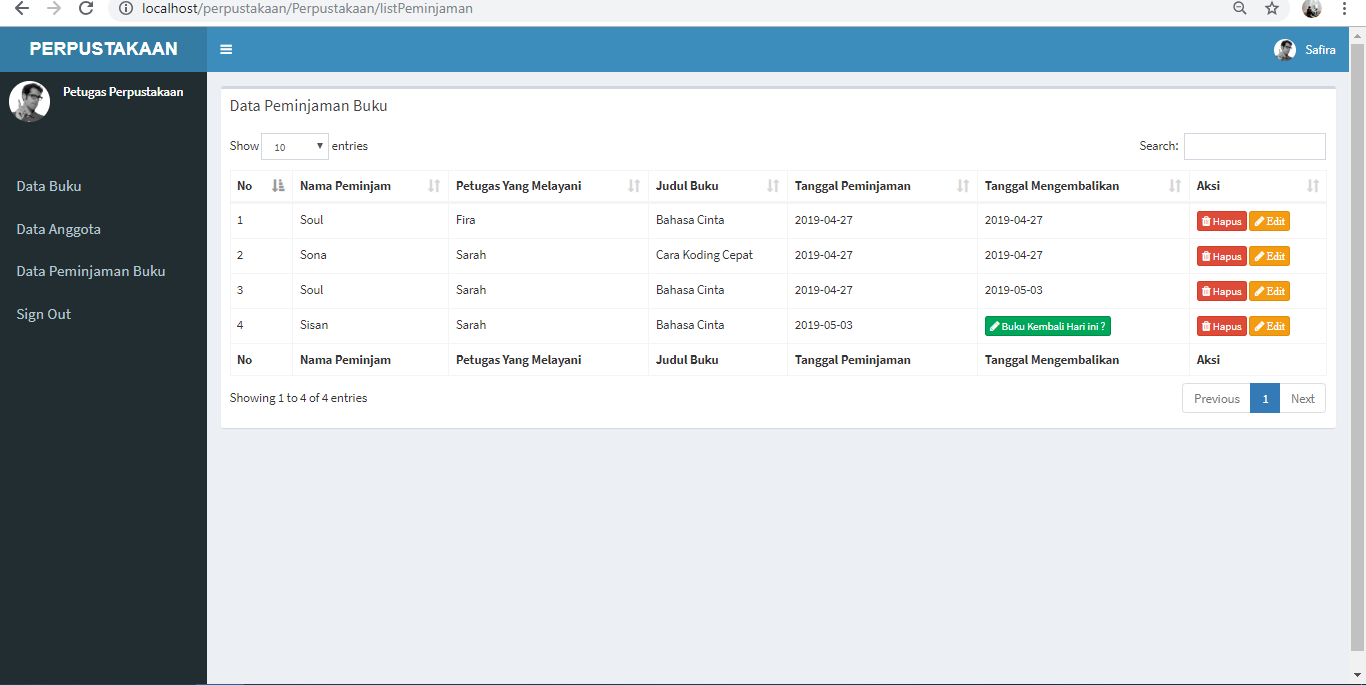 localhost/perpustakaan/Perpustakaan/listPeminjaman
PERPUSTAKAAN
Safira
Petugas Perpustakaan
Data Buku
Data Anggota
Data Peminjaman Buku
Sign Out
Data Peminjaman Buku
Show 10 entries Search:
No Nama Peminjam Petugas Yang Melayani Judul Buku Tanggal Peminjaman Tanggal Mengembalikan Aksi
1 Soul Fira Bahasa Cinta 2019-04-27 2019-04-27 Hapus Edit
2 Sona Sarah Cara Koding Cepat 2019-04-27 2019-04-27 Hapus Edit
3 Soul Sarah Bahasa Cinta 2019-04-27 2019-05-03 Hapus Edit
4 Sisan Sarah Bahasa Cinta 2019-05-03 Buku Kembali Hari ini ? Hapus Edit
No Nama Peminjam Petugas Yang Melayani Judul Buku Tanggal Peminjaman Tanggal Mengembalikan Aksi
Showing 1 to 4 of 4 entries Previous 1 Next